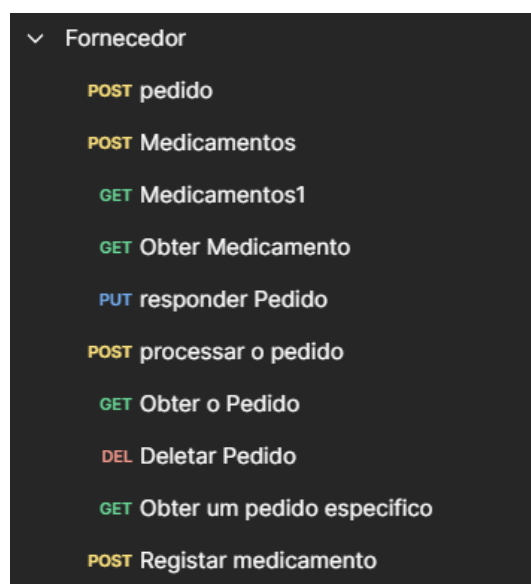 Fornecedor
POST pedido
POST Medicamentos
GET Medicamentos1
GET Obter Medicamento
PUT responder Pedido
POST processar o pedido
GET Obter o Pedido
DEL Deletar Pedido
GET Obter um pedido especifico
POST Registar medicamento